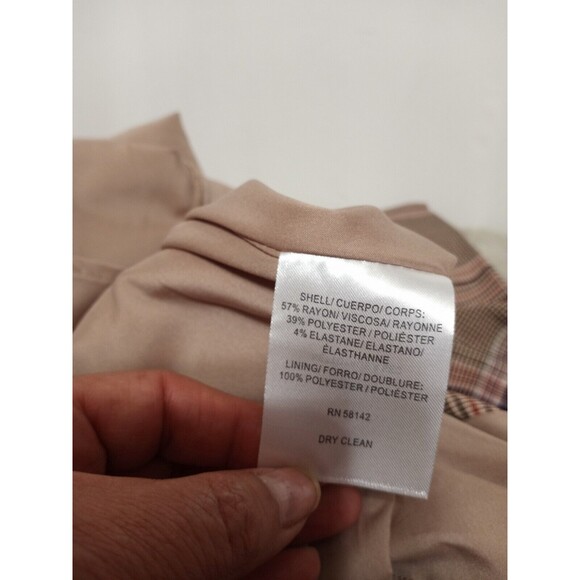 SHELL/ CUERPO/ CORPS:
57% RAYON/ VISCOSA/ RAYONNE
39% POLYESTER / POLIÉSTER
4% ELASTANE/ ELASTANO/
ÉLASTHANNE
LINING/ FORRO/ DOUBLURE:
100% POLYESTER / POLIÉSTER
RN 58142
DRY CLEAN